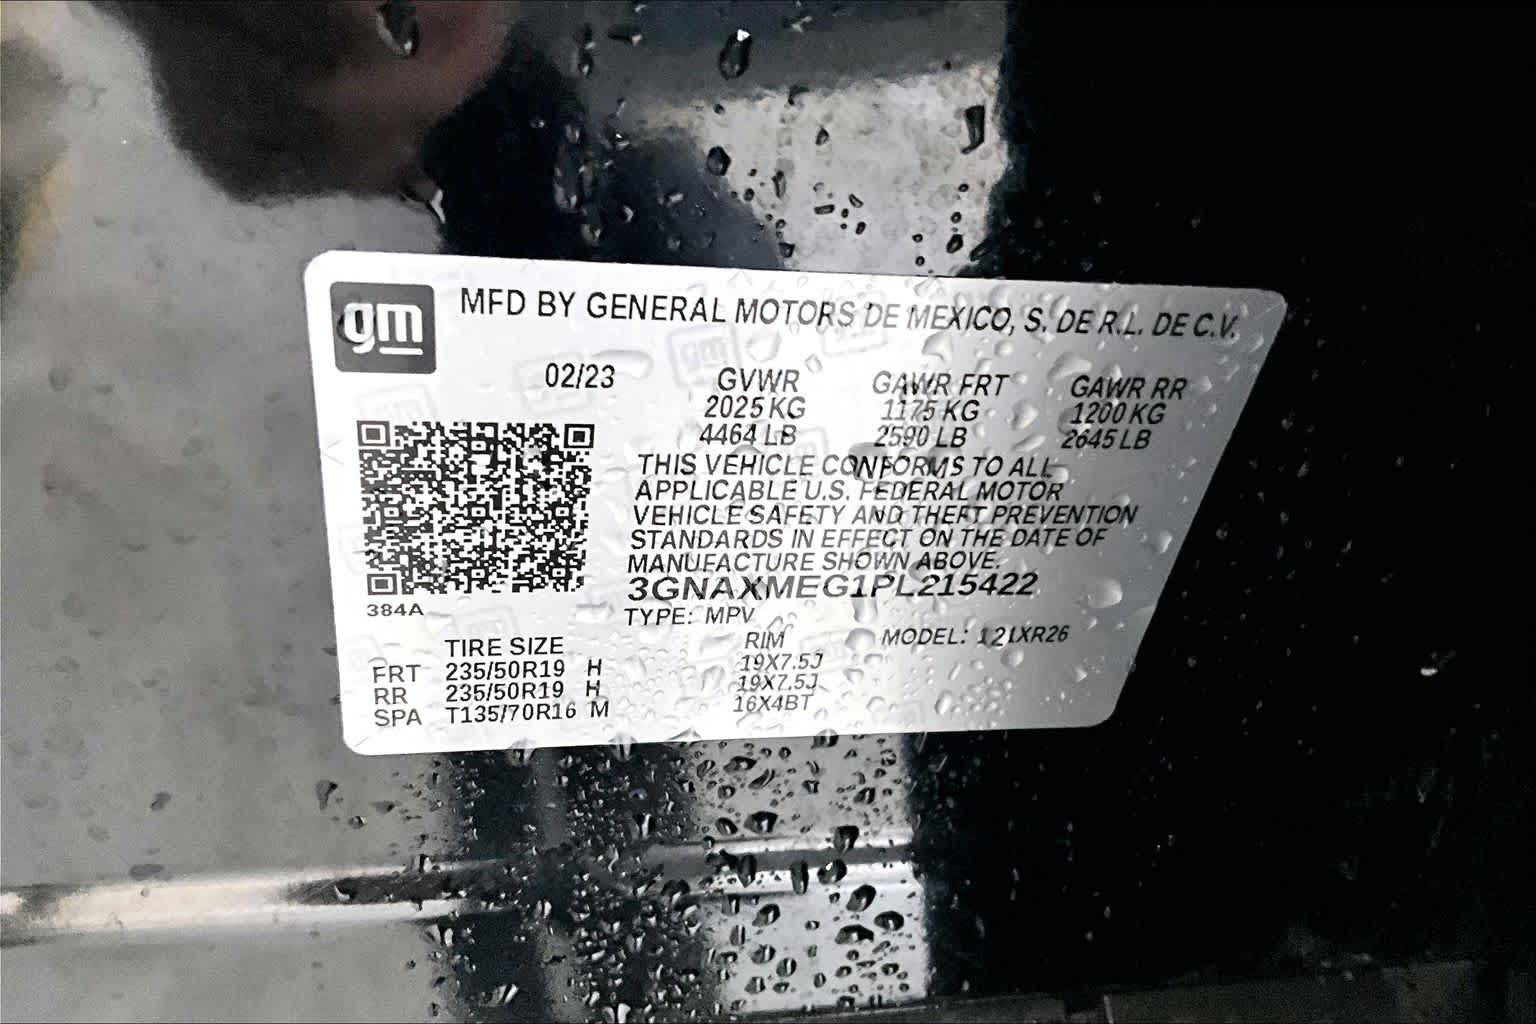 gm
MFD BY GENERAL MOTORS DE MEXICO, S. DE R.L. DE C.V.
02/23 GVWR GAWR FRT GAWR RR
2025 KG 1175 KG 1200 KG
4464 LB 2590 LB 2645 LB
THIS VEHICLE CONFORMS TO ALL
APPLICABLE U.S. FEDERAL MOTOR
VEHICLE SAFETY AND THEFT PREVENTION
STANDARDS IN EFFECT ON THE DATE OF
MANUFACTURE SHOWN ABOVE.
3GNAXMEG1PL215422
384A
TYPE: MPV
TIRE SIZE RIM MODEL: 1 2 1XR26
FRT 235/50R19 H 19X7.5J
RR 235/50R19 H 19X7.5J
SPA T135/70R16 M 16X4BT